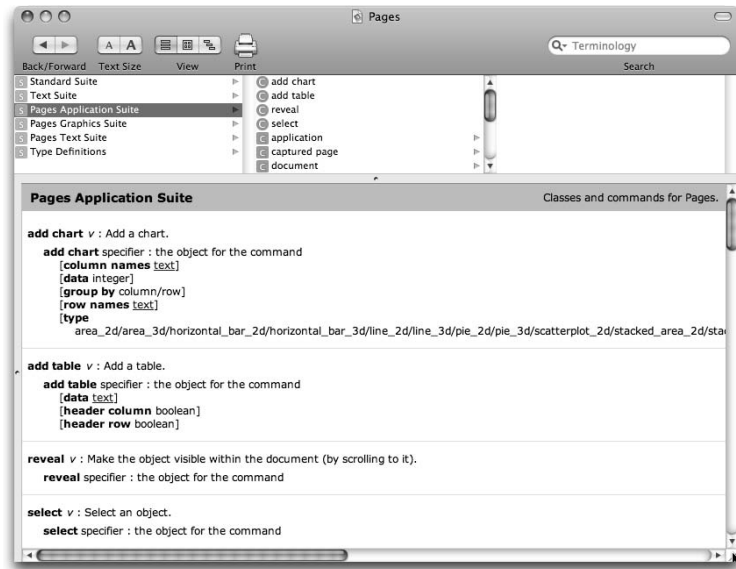 Pages
A A
Q Terminology
Back/Forward Text Size View Print Search
S Standard Suite
S Text Suite
S Pages Application Suite
S Pages Graphics Suite
S Pages Text Suite
S Type Definitions
C add chart
C add table
C reveal
C select
C application
C captured page
C document
Pages Application Suite Classes and commands for Pages.
add chart v : Add a chart.
add chart specifier : the object for the command
[column names text]
[data integer]
[group by column/row]
[row names text]
[type
area_2d/area_3d/horizontal_bar_2d/horizontal_bar_3d/line_2d/line_3d/pie_2d/pie_3d/scatterplot_2d/stacked_area_2d/stac
add table v : Add a table.
add table specifier : the object for the command
[data text]
[header column boolean]
[header row boolean]
reveal v : Make the object visible within the document (by scrolling to it).
reveal specifier : the object for the command
select v : Select an object.
select specifier : the object for the command